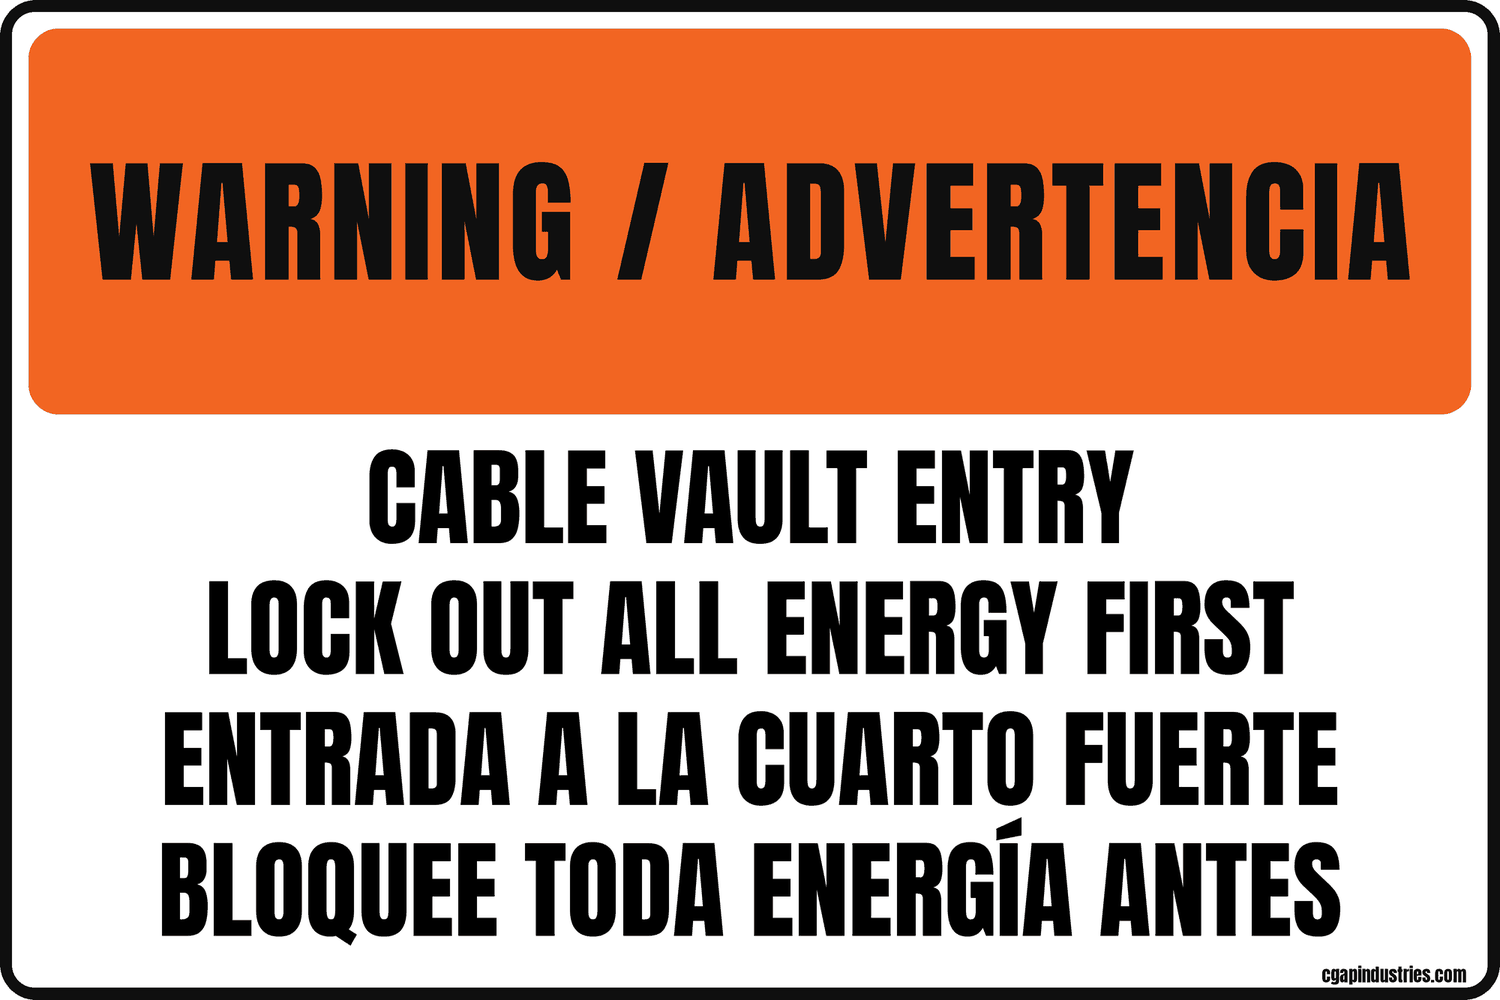 WARNING / ADVERTENCIA
CABLE VAULT ENTRY
LOCK OUT ALL ENERGY FIRST
ENTRADA A LA CUARTO FUERTE
BLOQUEE TODA ENERGÍA ANTES
cgapindustries.com